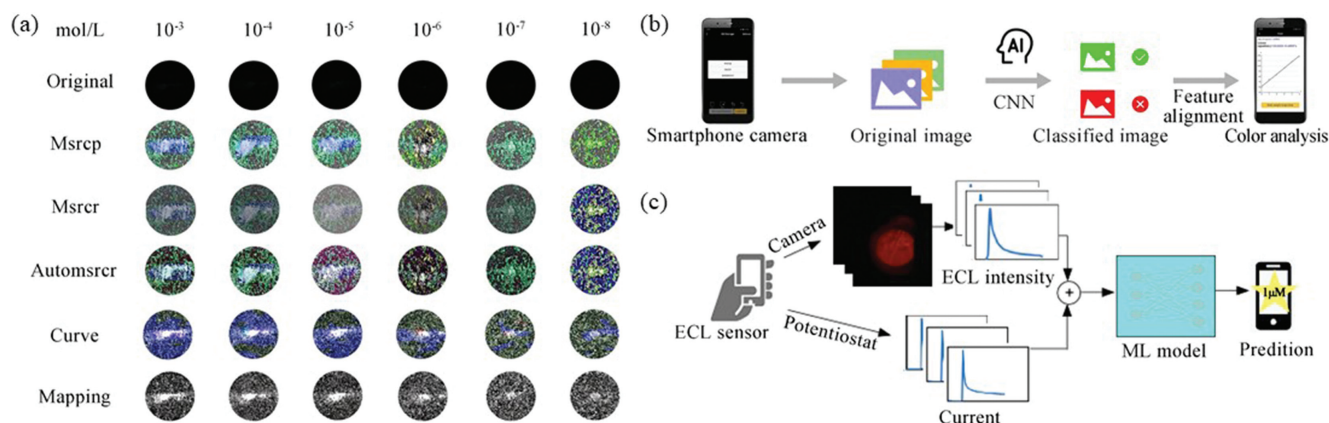 (a)
mol/L 10⁻³ 10⁻⁴ 10⁻⁵ 10⁻⁶ 10⁻⁷ 10⁻⁸
Original
Msrcp
Msrcr
Automsrcr
Curve
Mapping
(b)
AI
CNN
Feature
alignment
Smartphone camera
Original image
Classified image
Color analysis
(c)
Camera
ECL intensity
ECL sensor
Potentiostat
Current
+
ML model
1μM
Predition